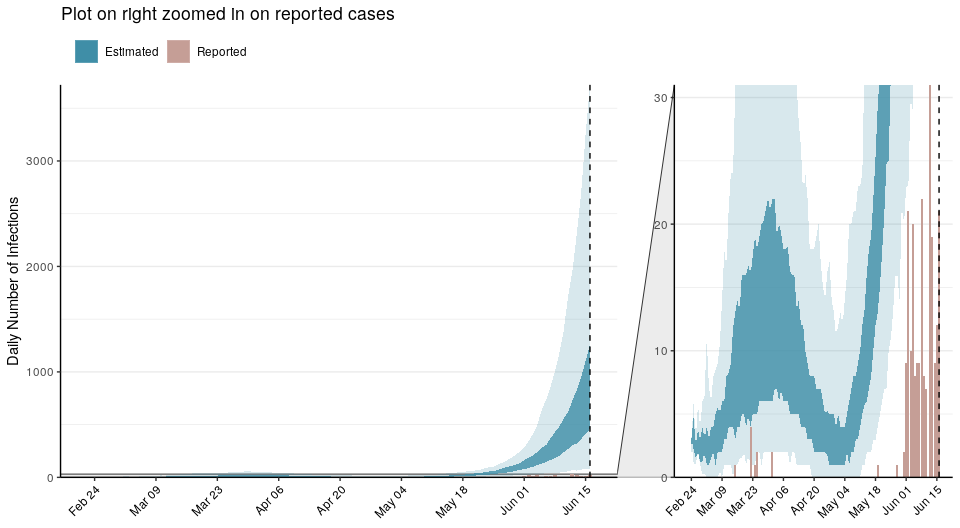 Plot on right zoomed in on reported cases
Estimated Reported
Daily Number of Infections
3000
2000
1000
0
Feb 24 Mar 09 Mar 23 Apr 06 Apr 20 May 04 May 18 Jun 01 Jun 15
30
20
10
0
Feb 24 Mar 09 Mar 23 Apr 06 Apr 20 May 04 May 18 Jun 01 Jun 15